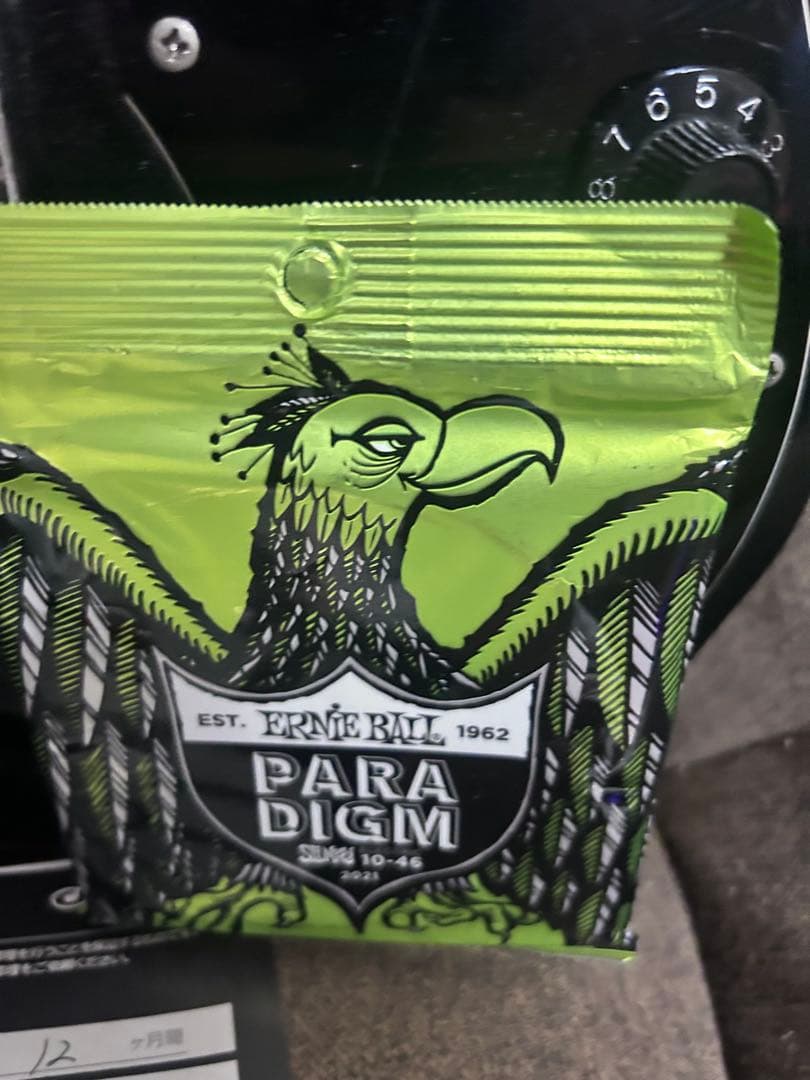 7 6 5 4 3
8
EST. ERNIE BALL® 1962
PARA
DIGM
SLINKY 10-46
2021
12 ヶ月間